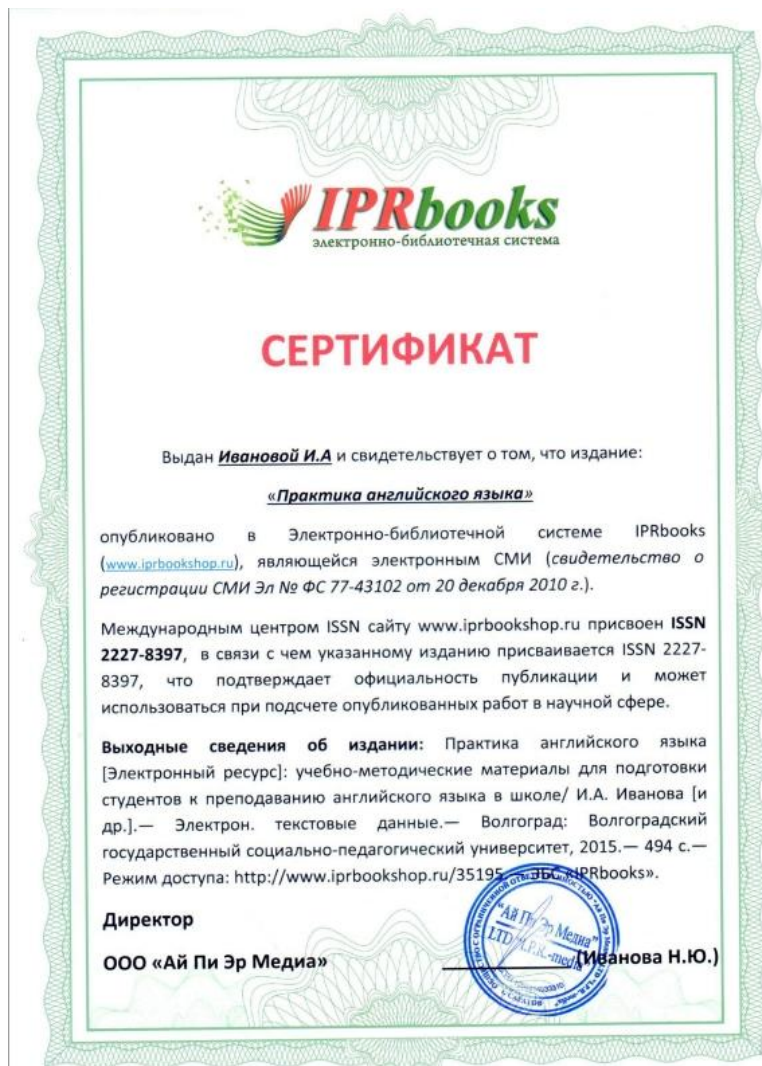 IPRbooks
электронно-библиотечная система
СЕРТИФИКАТ
Выдан Ивановой И.А и свидетельствует о том, что издание:
«Практика английского языка»
опубликовано в Электронно-библиотечной системе IPRbooks
(www.iprbookshop.ru), являющейся электронным СМИ (свидетельство о
регистрации СМИ Эл № ФС 77-43102 от 20 декабря 2010 г.).
Международным центром ISSN сайту www.iprbookshop.ru присвоен ISSN
2227-8397, в связи с чем указанному изданию присваивается ISSN 2227-
8397, что подтверждает официальность публикации и может
использоваться при подсчете опубликованных работ в научной сфере.
Выходные сведения об издании: Практика английского языка
[Электронный ресурс]: учебно-методические материалы для подготовки
студентов к преподаванию английского языка в школе/ И.А. Иванова [и
др.].— Электрон. текстовые данные.— Волгоград: Волгоградский
государственный социально-педагогический университет, 2015.— 494 с.—
Режим доступа: http://www.iprbookshop.ru/35195.— ЭБС «IPRbooks».
Директор
ООО «Ай Пи Эр Медиа» (Иванова Н.Ю.)
"Ай Пи Эр Медиа"
LTD "I.P.R.-media"